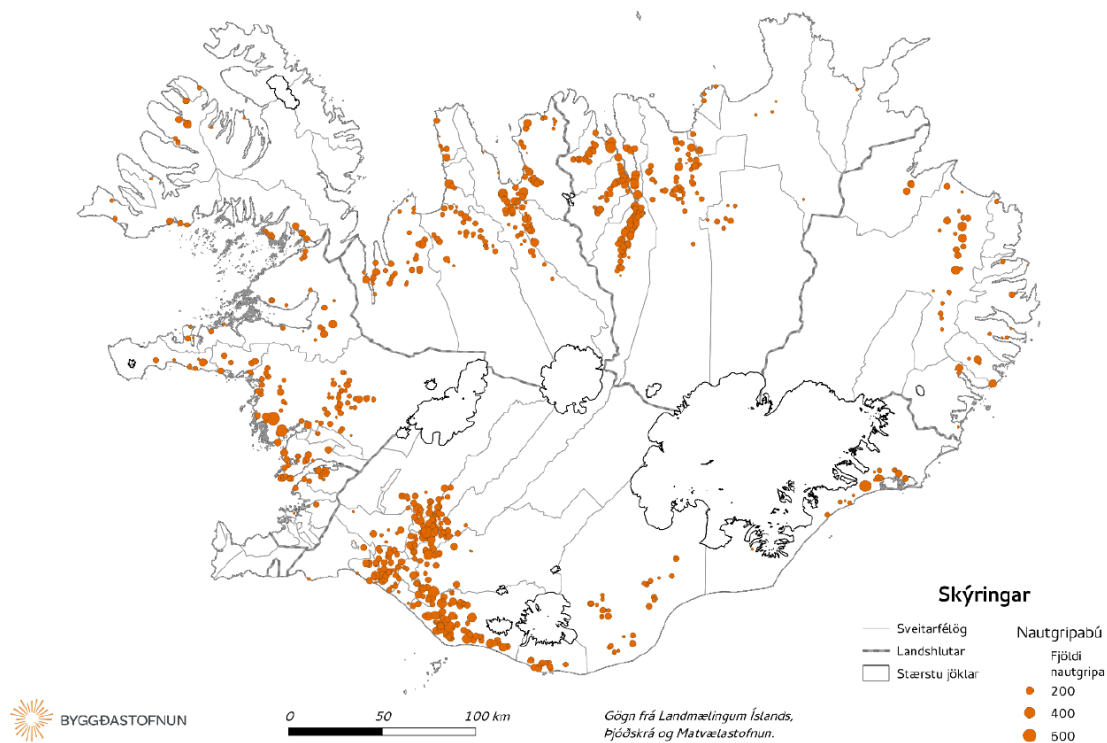 Skýringar
Sveitarfélög
Landshlutar
Stærstu jöklar
Nautgripabú
Fjöldi
nautgripa
200
400
600
BYGGÐASTOFNUN
0 50 100 km
Gögn frá Landmælingum Íslands,
Þjóðskrá og Matvælastofnun.